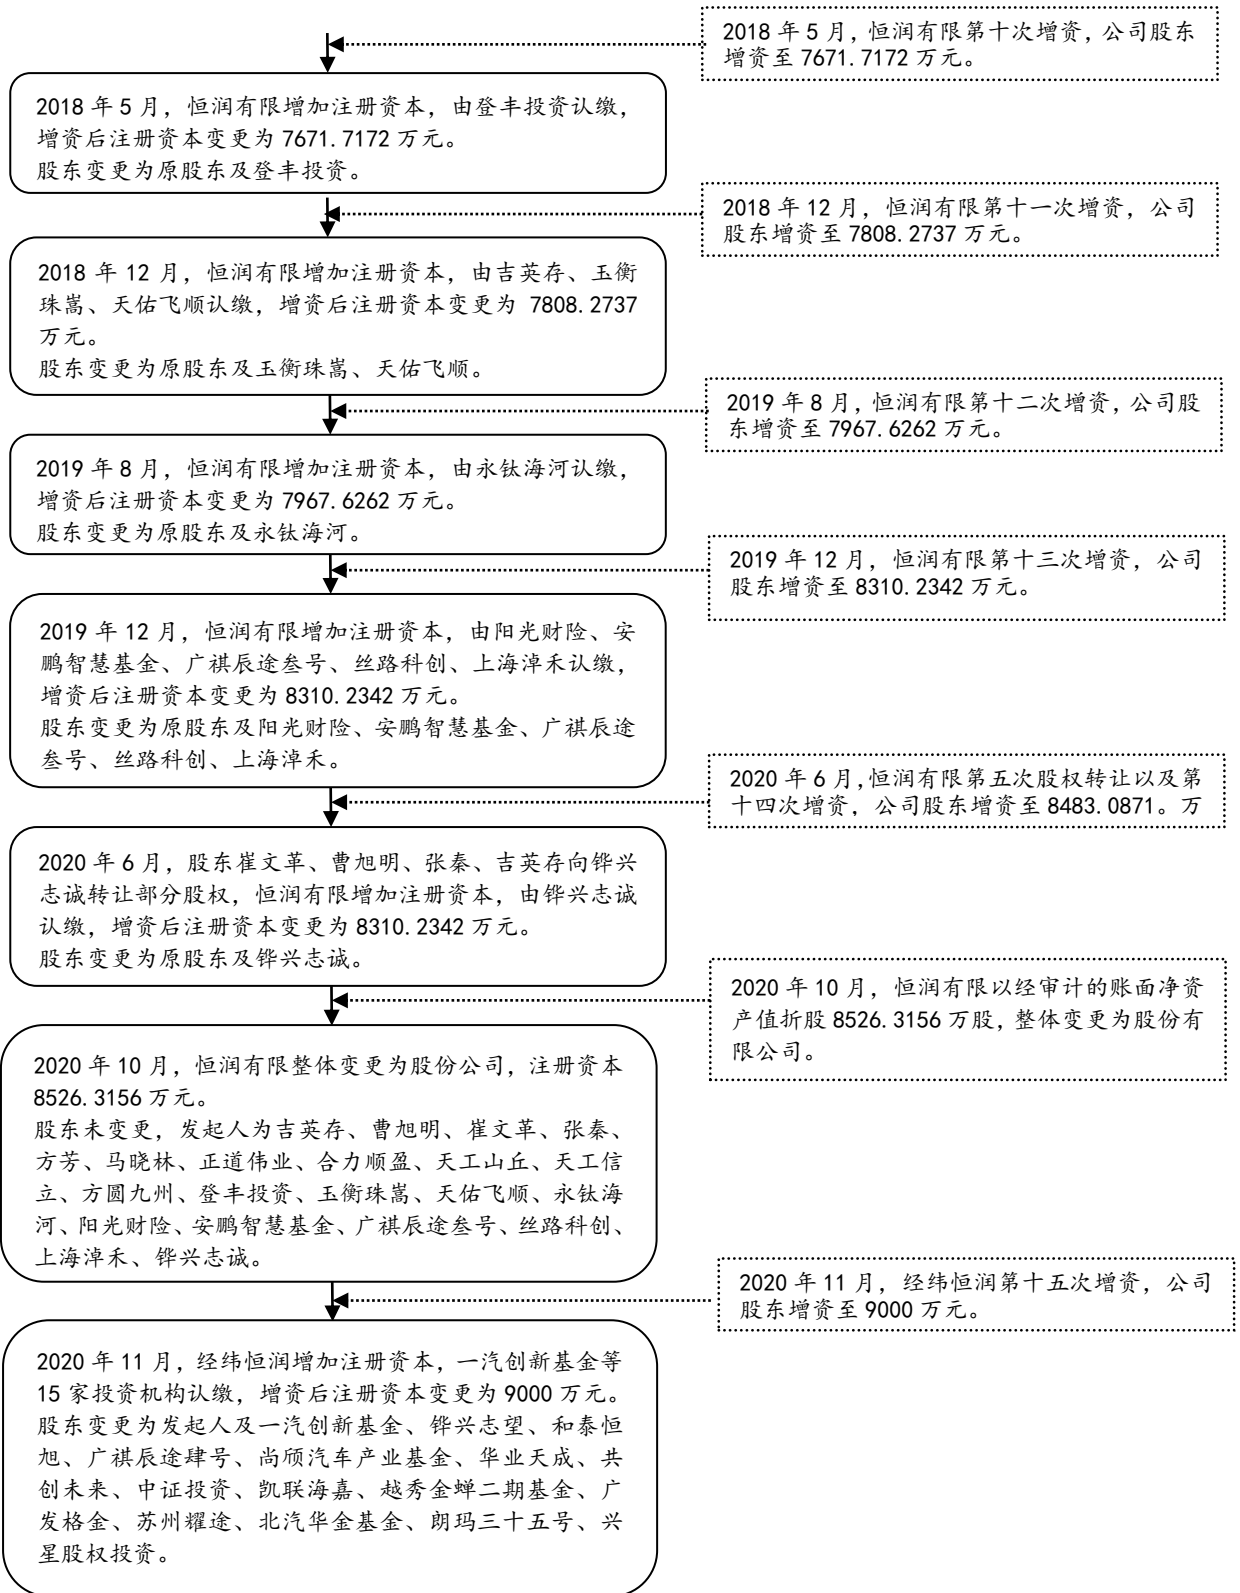 2018 年 5 月，恒润有限第十次增资，公司股东
增资至 7671.7172 万元。
2018 年 5 月，恒润有限增加注册资本，由登丰投资认缴，
增资后注册资本变更为 7671.7172 万元。
股东变更为原股东及登丰投资。
2018 年 12 月，恒润有限第十一次增资，公司
股东增资至 7808.2737 万元。
2018 年 12 月，恒润有限增加注册资本，由吉英存、玉衡
珠嵩、天佑飞顺认缴，增资后注册资本变更为 7808.2737
万元。
股东变更为原股东及玉衡珠嵩、天佑飞顺。
2019 年 8 月，恒润有限第十二次增资，公司股
东增资至 7967.6262 万元。
2019 年 8 月，恒润有限增加注册资本，由永钛海河认缴，
增资后注册资本变更为 7967.6262 万元。
股东变更为原股东及永钛海河。
2019 年 12 月，恒润有限第十三次增资，公司
股东增资至 8310.2342 万元。
2019 年 12 月，恒润有限增加注册资本，由阳光财险、安
鹏智慧基金、广祺辰途叁号、丝路科创、上海淖禾认缴，
增资后注册资本变更为 8310.2342 万元。
股东变更为原股东及阳光财险、安鹏智慧基金、广祺辰途
叁号、丝路科创、上海淖禾。
2020 年 6 月，恒润有限第五次股权转让以及第
十四次增资，公司股东增资至 8483.0871。万
2020 年 6 月，股东崔文革、曹旭明、张秦、吉英存向铧兴
志诚转让部分股权，恒润有限增加注册资本，由铧兴志诚
认缴，增资后注册资本变更为 8310.2342 万元。
股东变更为原股东及铧兴志诚。
2020 年 10 月，恒润有限以经审计的账面净资
产值折股 8526.3156 万股，整体变更为股份有
限公司。
2020 年 10 月，恒润有限整体变更为股份公司，注册资本
8526.3156 万元。
股东未变更，发起人为吉英存、曹旭明、崔文革、张秦、
方芳、马晓林、正道伟业、合力顺盈、天工山丘、天工信
立、方圆九州、登丰投资、玉衡珠嵩、天佑飞顺、永钛海
河、阳光财险、安鹏智慧基金、广祺辰途叁号、丝路科创、
上海淖禾、铧兴志诚。
2020 年 11 月，经纬恒润第十五次增资，公司
股东增资至 9000 万元。
2020 年 11 月，经纬恒润增加注册资本，一汽创新基金等
15 家投资机构认缴，增资后注册资本变更为 9000 万元。
股东变更为发起人及一汽创新基金、铧兴志望、和泰恒
旭、广祺辰途肆号、尚颀汽车产业基金、华业天成、共
创未来、中证投资、凯联海嘉、越秀金蝉二期基金、广
发格金、苏州耀途、北汽华金基金、朗玛三十五号、兴
星股权投资。